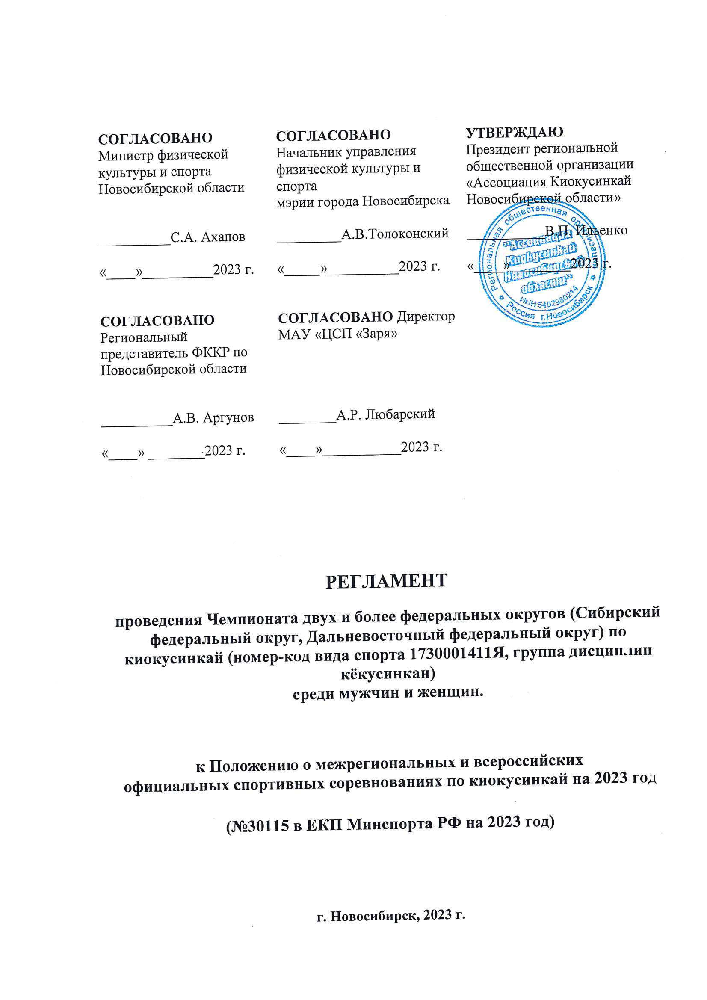 СОГЛАСОВАНО
Министр физической
культуры и спорта
Новосибирской области
__________С.А. Ахапов
«____»__________2023 г.
СОГЛАСОВАНО
Начальник управления
физической культуры и
спорта
мэрии города Новосибирска
_________А.В.Толоконский
«_____»__________2023 г.
УТВЕРЖДАЮ
Президент региональной
общественной организации
«Ассоциация Киокусинкай
Новосибирской области»
___________В.П. Ильенко
«____» ________2023 г.
Региональная общественная организация
"Ассоциация
Киокусинкай
Новосибирской
области"
ИНН 5402980214
Россия г.Новосибирск
СОГЛАСОВАНО
Региональный
представитель ФККР по
Новосибирской области
__________А.В. Аргунов
«____» ________2023 г.
СОГЛАСОВАНО Директор
МАУ «ЦСП «Заря»
________А.Р. Любарский
«____»___________2023 г.
РЕГЛАМЕНТ
проведения Чемпионата двух и более федеральных округов (Сибирский
федеральный округ, Дальневосточный федеральный округ) по
киокусинкай (номер-код вида спорта 1730001411Я, группа дисциплин
кёкусинкан)
среди мужчин и женщин.
к Положению о межрегиональных и всероссийских
официальных спортивных соревнованиях по киокусинкай на 2023 год
(№30115 в ЕКП Минспорта РФ на 2023 год)
г. Новосибирск, 2023 г.